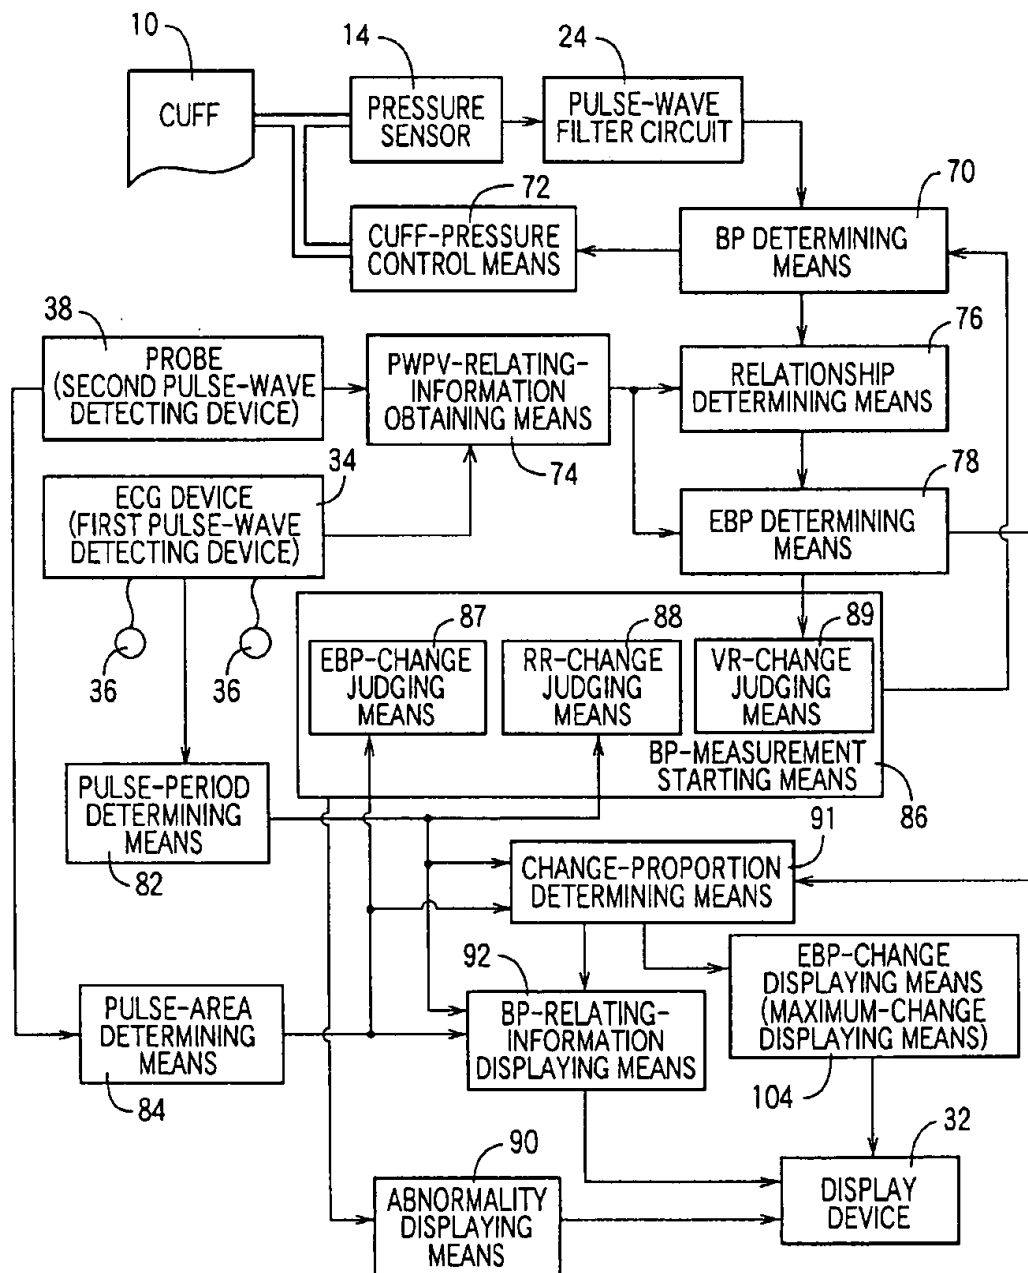 10
14
24
CUFF
PRESSURE
SENSOR
PULSE-WAVE
FILTER CIRCUIT
72
70
CUFF-PRESSURE
CONTROL MEANS
BP DETERMINING
MEANS
38
76
PROBE
(SECOND PULSE-WAVE
DETECTING DEVICE)
PWPV-RELATING-
INFORMATION
OBTAINING MEANS
RELATIONSHIP
DETERMINING MEANS
34
74
78
ECG DEVICE
(FIRST PULSE-WAVE
DETECTING DEVICE)
EBP DETERMINING
MEANS
36
36
87
88
89
EBP-CHANGE
JUDGING
MEANS
RR-CHANGE
JUDGING
MEANS
VR-CHANGE
JUDGING
MEANS
BP-MEASUREMENT
STARTING MEANS
86
PULSE-PERIOD
DETERMINING
MEANS
82
91
CHANGE-PROPORTION
DETERMINING MEANS
92
EBP-CHANGE
DISPLAYING MEANS
(MAXIMUM-CHANGE
DISPLAYING MEANS)
104
PULSE-AREA
DETERMINING
MEANS
84
BP-RELATING-
INFORMATION
DISPLAYING MEANS
90
32
ABNORMALITY
DISPLAYING
MEANS
DISPLAY
DEVICE